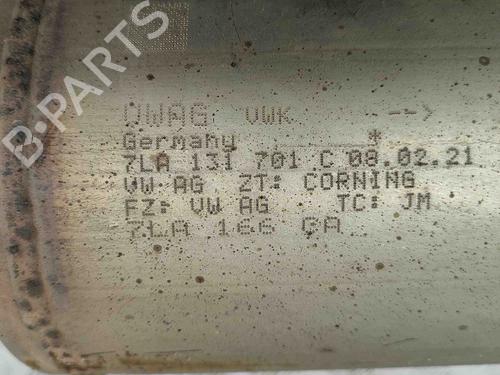 OWAG VWK -->
Germany *
7LA 131 701 C 08.02.21
VW AG ZT: CORNING
FZ: VW AG TC: JM
7LA 166 CA
B-Parts